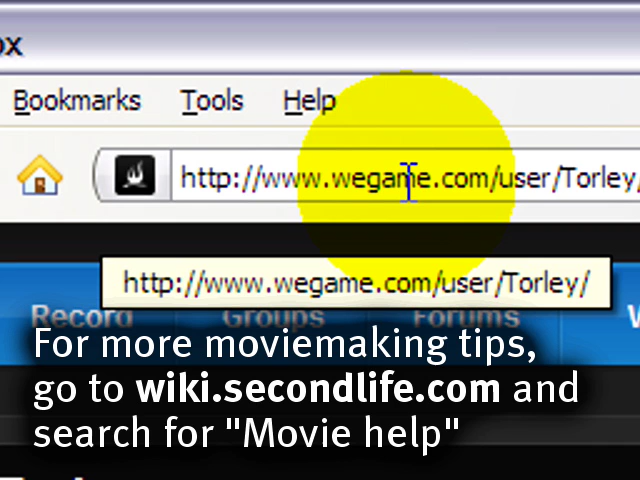 ox
Bookmarks Tools Help
http://www.wegame.com/user/Torley/
http://www.wegame.com/user/Torley/
Record Groups Forums W
For more moviemaking tips,
go to wiki.secondlife.com and
search for "Movie help"